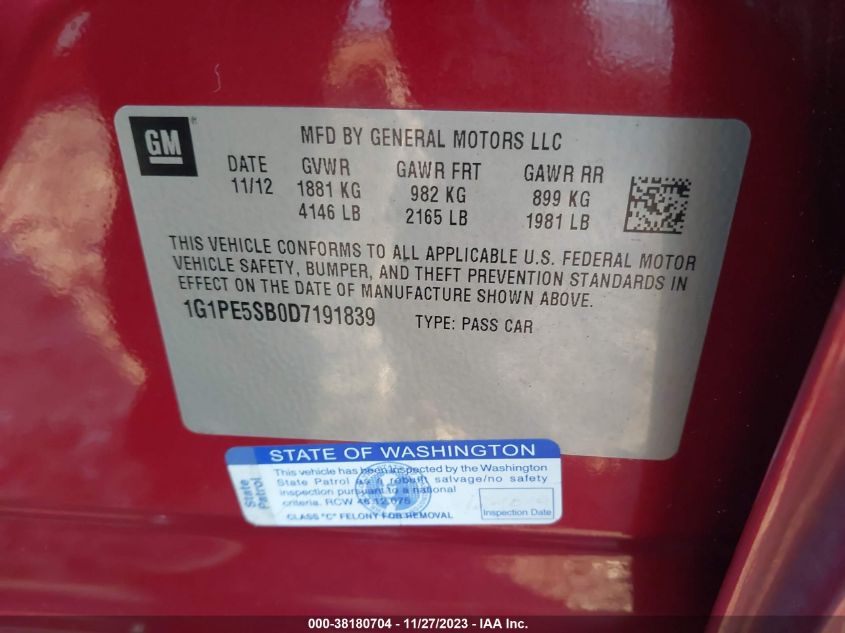 GM
MFD BY GENERAL MOTORS LLC
DATE GVWR GAWR FRT GAWR RR
11/12 1881 KG 982 KG 899 KG
4146 LB 2165 LB 1981 LB
THIS VEHICLE CONFORMS TO ALL APPLICABLE U.S. FEDERAL MOTOR
VEHICLE SAFETY, BUMPER, AND THEFT PREVENTION STANDARDS IN
EFFECT ON THE DATE OF MANUFACTURE SHOWN ABOVE.
1G1PE5SB0D7191839 TYPE: PASS CAR
STATE OF WASHINGTON
State Patrol
This vehicle has been inspected by the Washington
State Patrol as a rebuilt salvage/no safety
inspection pursuant to a national
criteria. RCW 46.12.675
CLASS "C" FELONY FOR REMOVAL
Inspection Date
000-38180704 - 11/27/2023 - IAA Inc.